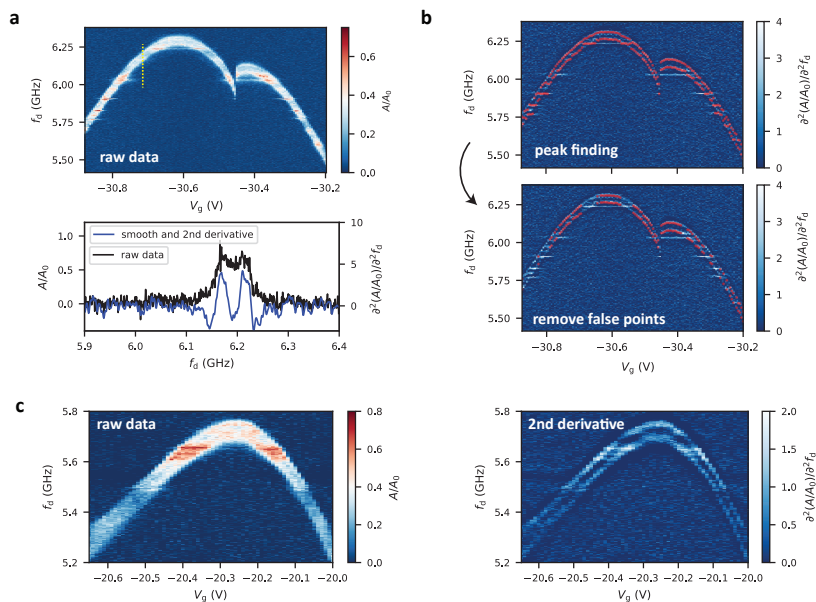 a
6.25
6.00
5.75
5.50
f_d (GHz)
raw data
−30.8
−30.6
−30.4
−30.2
V_g (V)
0.6
0.4
0.2
0.0
A/A_0
1.0
0.5
0.0
A/A_0
smooth and 2nd derivative
raw data
10
5
0
∂²(A/A_0)/∂²f_d
5.9
6.0
6.1
6.2
6.3
6.4
f_d (GHz)
b
6.25
6.00
5.75
5.50
f_d (GHz)
peak finding
4
3
2
1
0
∂²(A/A_0)/∂²f_d
6.25
6.00
5.75
5.50
f_d (GHz)
remove false points
−30.8
−30.6
−30.4
−30.2
V_g (V)
4
3
2
1
0
∂²(A/A_0)/∂²f_d
c
5.8
5.6
5.4
5.2
f_d (GHz)
raw data
−20.6
−20.5
−20.4
−20.3
−20.2
−20.1
−20.0
V_g (V)
0.8
0.6
0.4
0.2
0.0
A/A_0
5.8
5.6
5.4
5.2
f_d (GHz)
2nd derivative
−20.6
−20.5
−20.4
−20.3
−20.2
−20.1
−20.0
V_g (V)
2.0
1.5
1.0
0.5
0.0
∂²(A/A_0)/∂²f_d